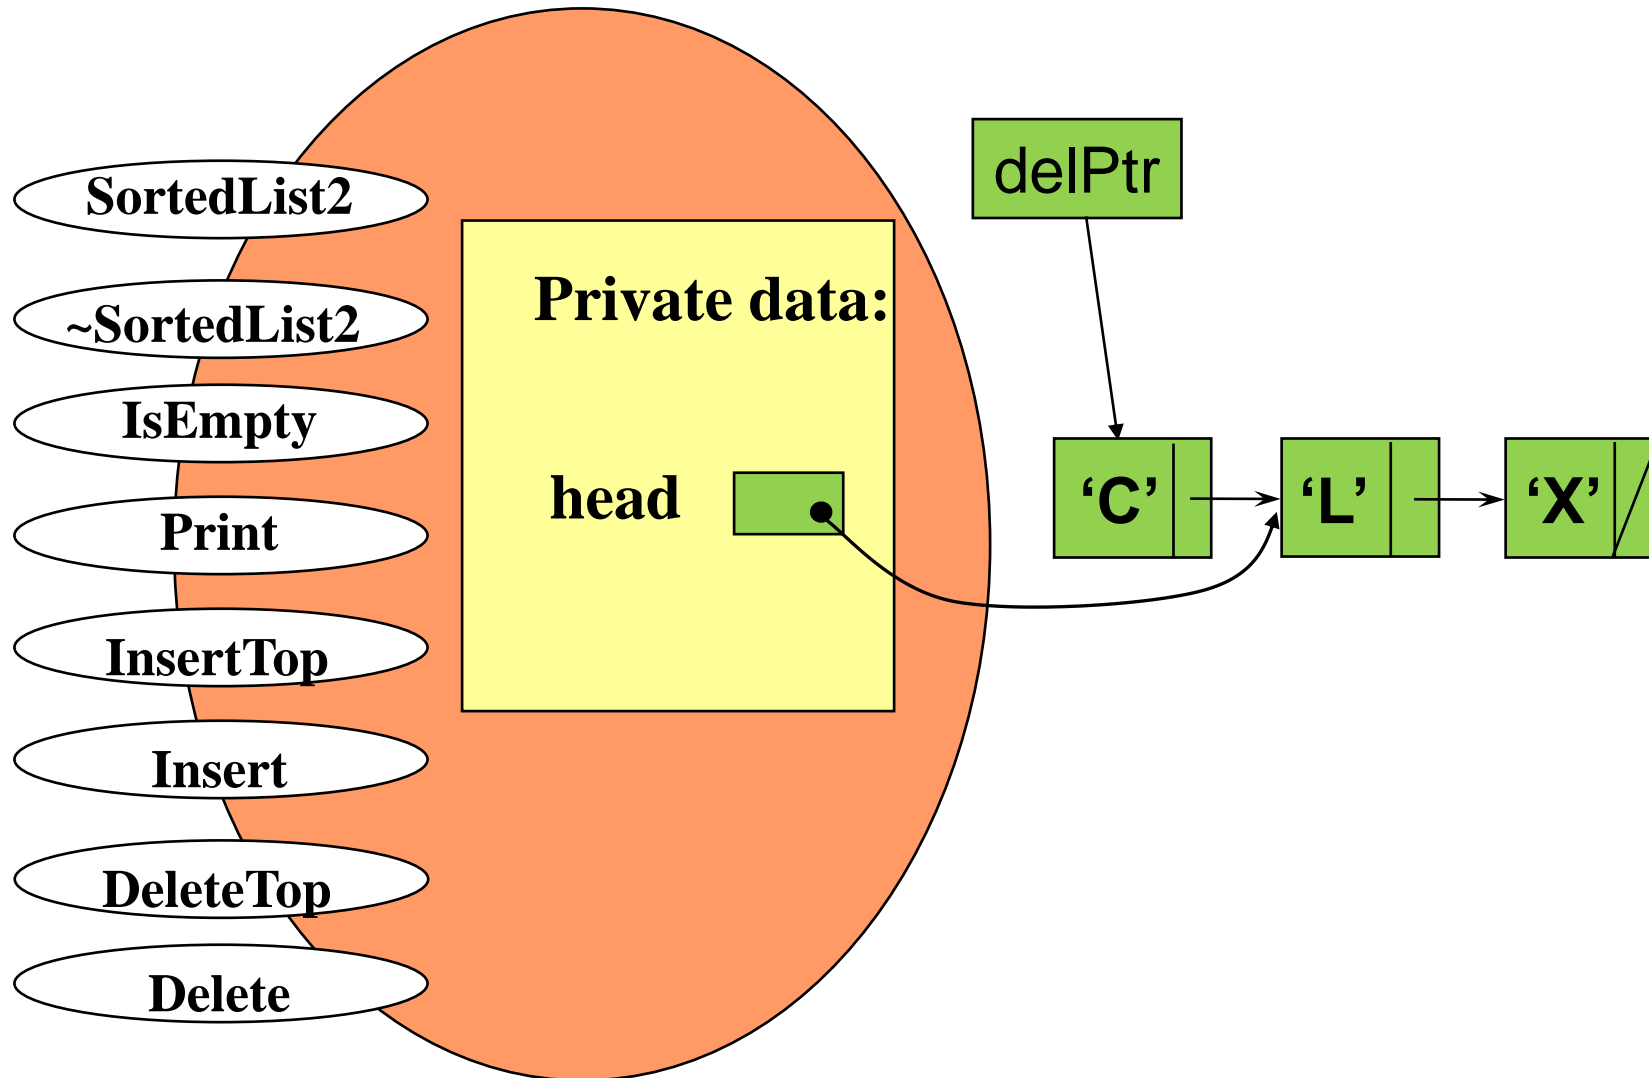 SortedList2
~SortedList2
IsEmpty
Print
InsertTop
Insert
DeleteTop
Delete
Private data:
head
delPtr
‘C’
‘L’
‘X’